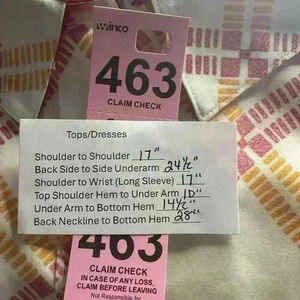 winco
463
CLAIM CHECK
Tops/Dresses
Shoulder to Shoulder 17"
Back Side to Side Underarm 24½"
Shoulder to Wrist (Long Sleeve) 17"
Top Shoulder Hem to Under Arm 10"
Under Arm to Bottom Hem 14½"
Back Neckline to Bottom Hem 28"
463
CLAIM CHECK
IN CASE OF ANY LOSS,
CLAIM BEFORE LEAVING
Not Responsible for